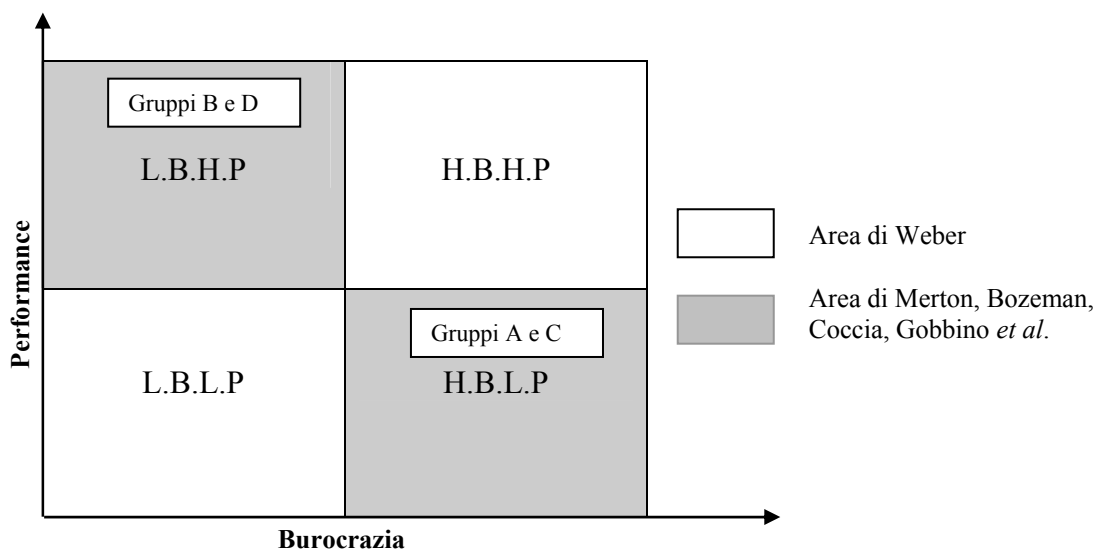 Gruppi B e D
L.B.H.P
H.B.H.P
Area di Weber
Area di Merton, Bozeman,
Coccia, Gobbino et al.
Performance
Gruppi A e C
L.B.L.P
H.B.L.P
Burocrazia